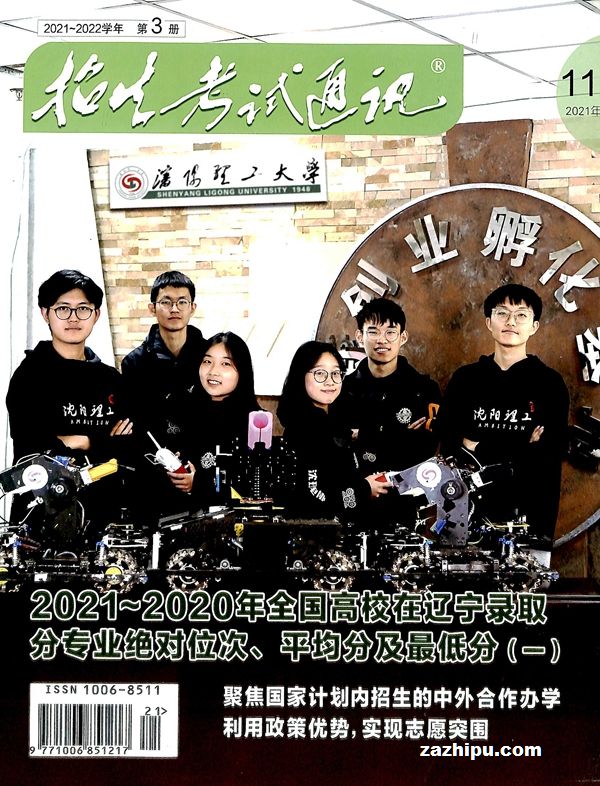 2021~2022学年 第3册
招生考试通讯®
11
2021年
瀋陽理工大學
SHENYANG LIGONG UNIVERSITY 1948
创业孵化
沈阳理工
AMBITION
沈阳理工
AMBITION
2021~2020年全国高校在辽宁录取
分专业绝对位次、平均分及最低分(一)
ISSN 1006-8511
21>
9 771006 851217
聚焦国家计划内招生的中外合作办学
利用政策优势,实现志愿突围
zazhipu.com